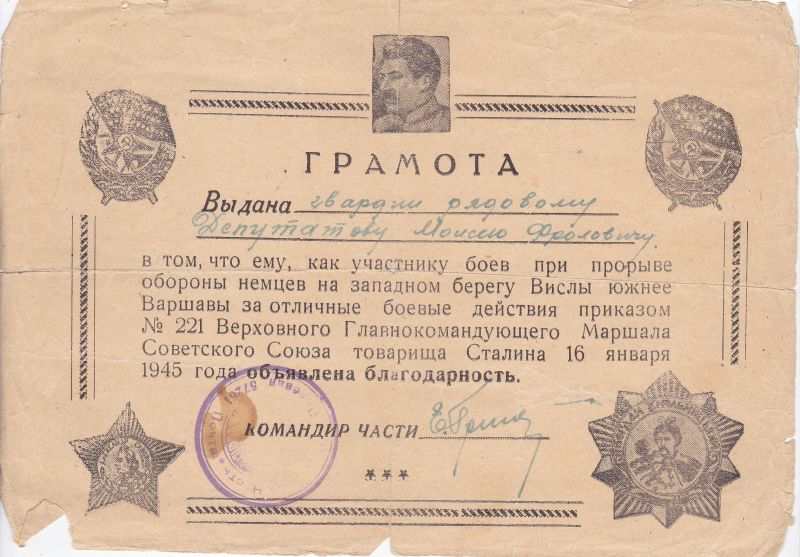 ГРАМОТА
Выдана гвардии рядовому
Депутатову Моисею Фроловичу
в том, что ему, как участнику боев при прорыве
обороны немцев на западном берегу Вислы южнее
Варшавы за отличные боевые действия приказом
№ 221 Верховного Главнокомандующего Маршала
Советского Союза товарища Сталина 16 января
1945 года объявлена благодарность.
КОМАНДИР ЧАСТИ